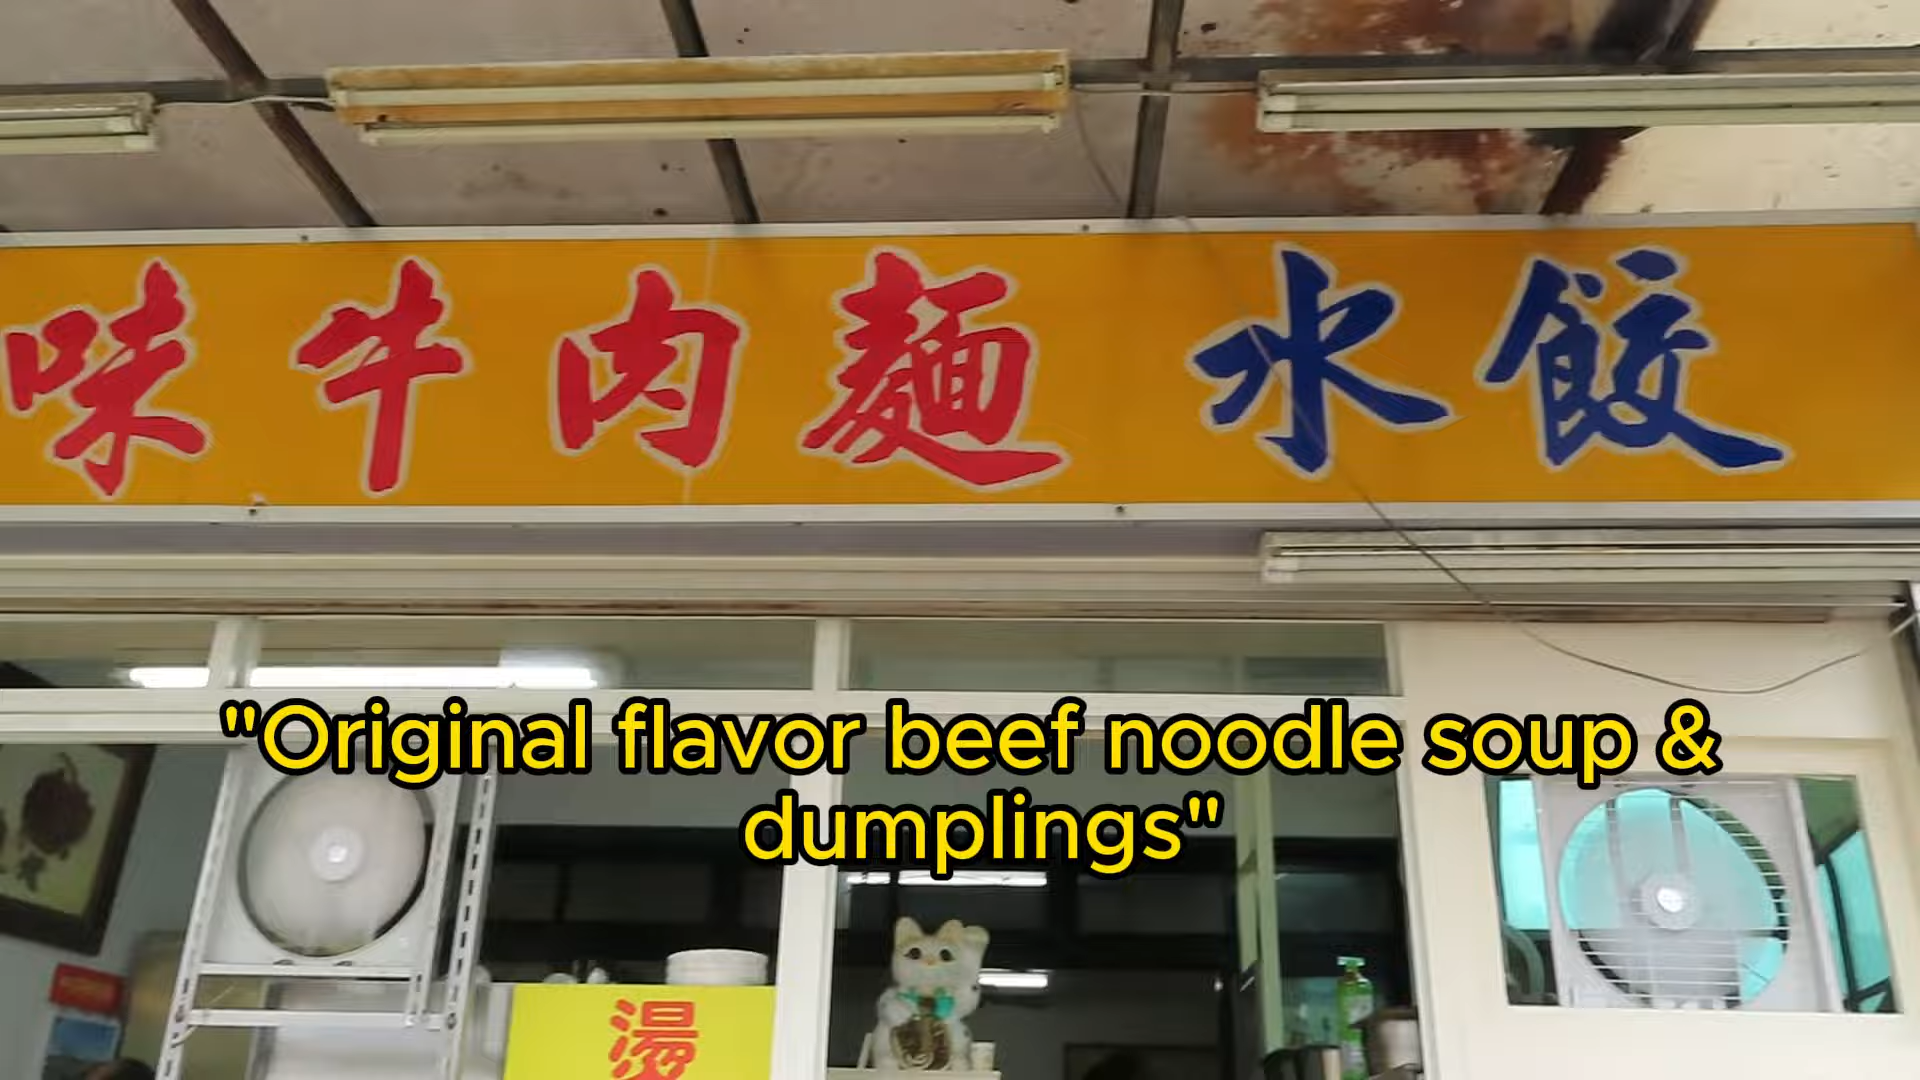 味牛肉麵 水餃
"Original flavor beef noodle soup &
dumplings"
湯